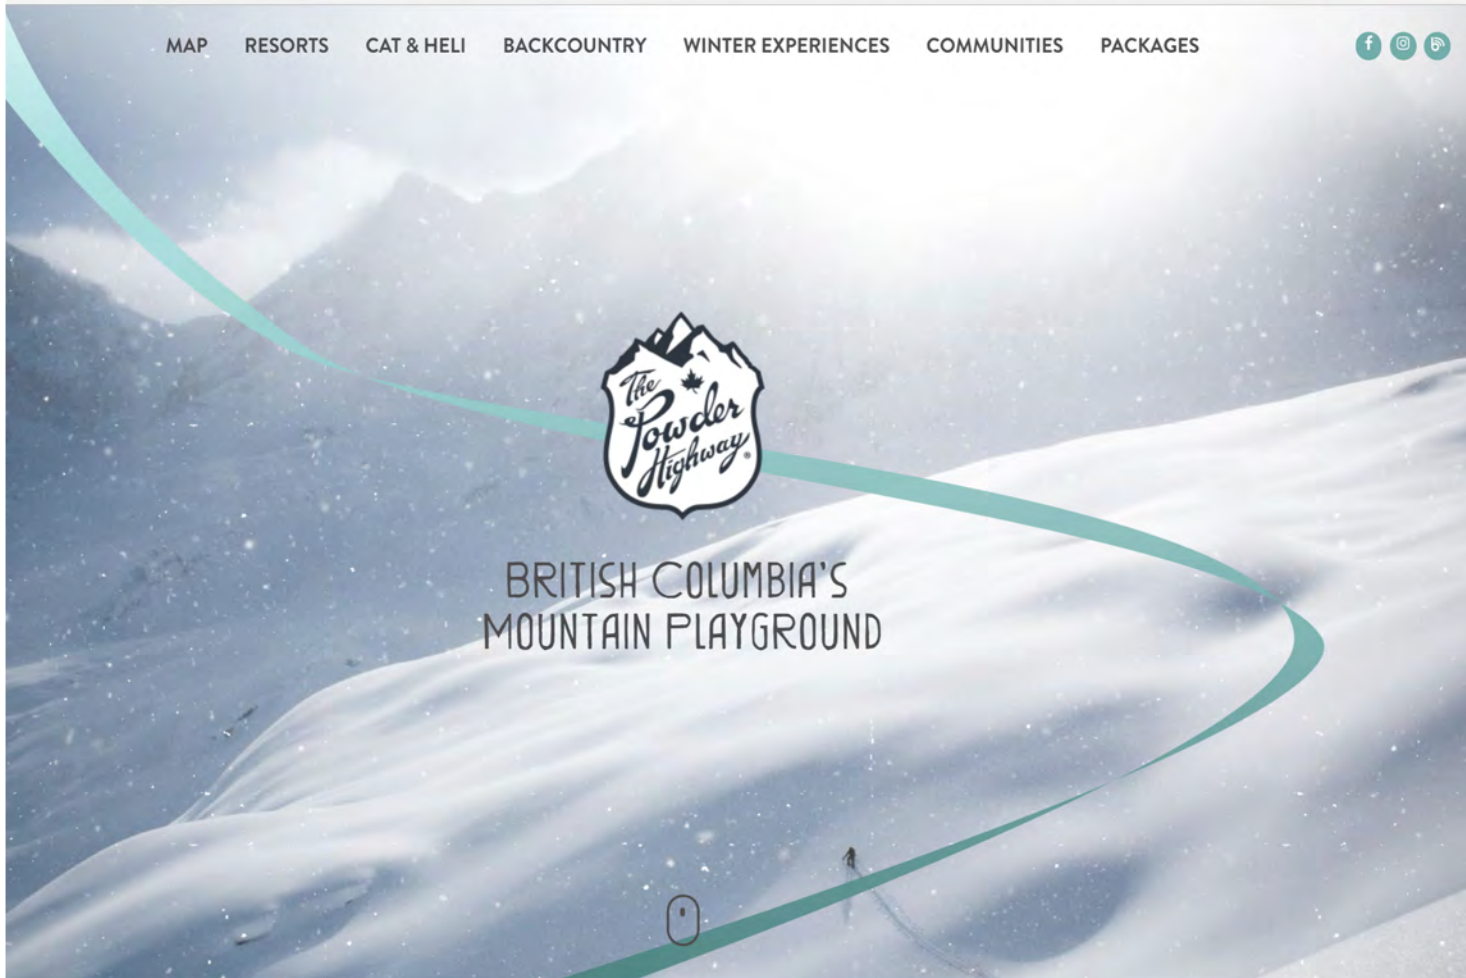 MAP RESORTS CAT & HELI BACKCOUNTRY WINTER EXPERIENCES COMMUNITIES PACKAGES
The
Powder
Highway®
BRITISH COLUMBIA'S
MOUNTAIN PLAYGROUND